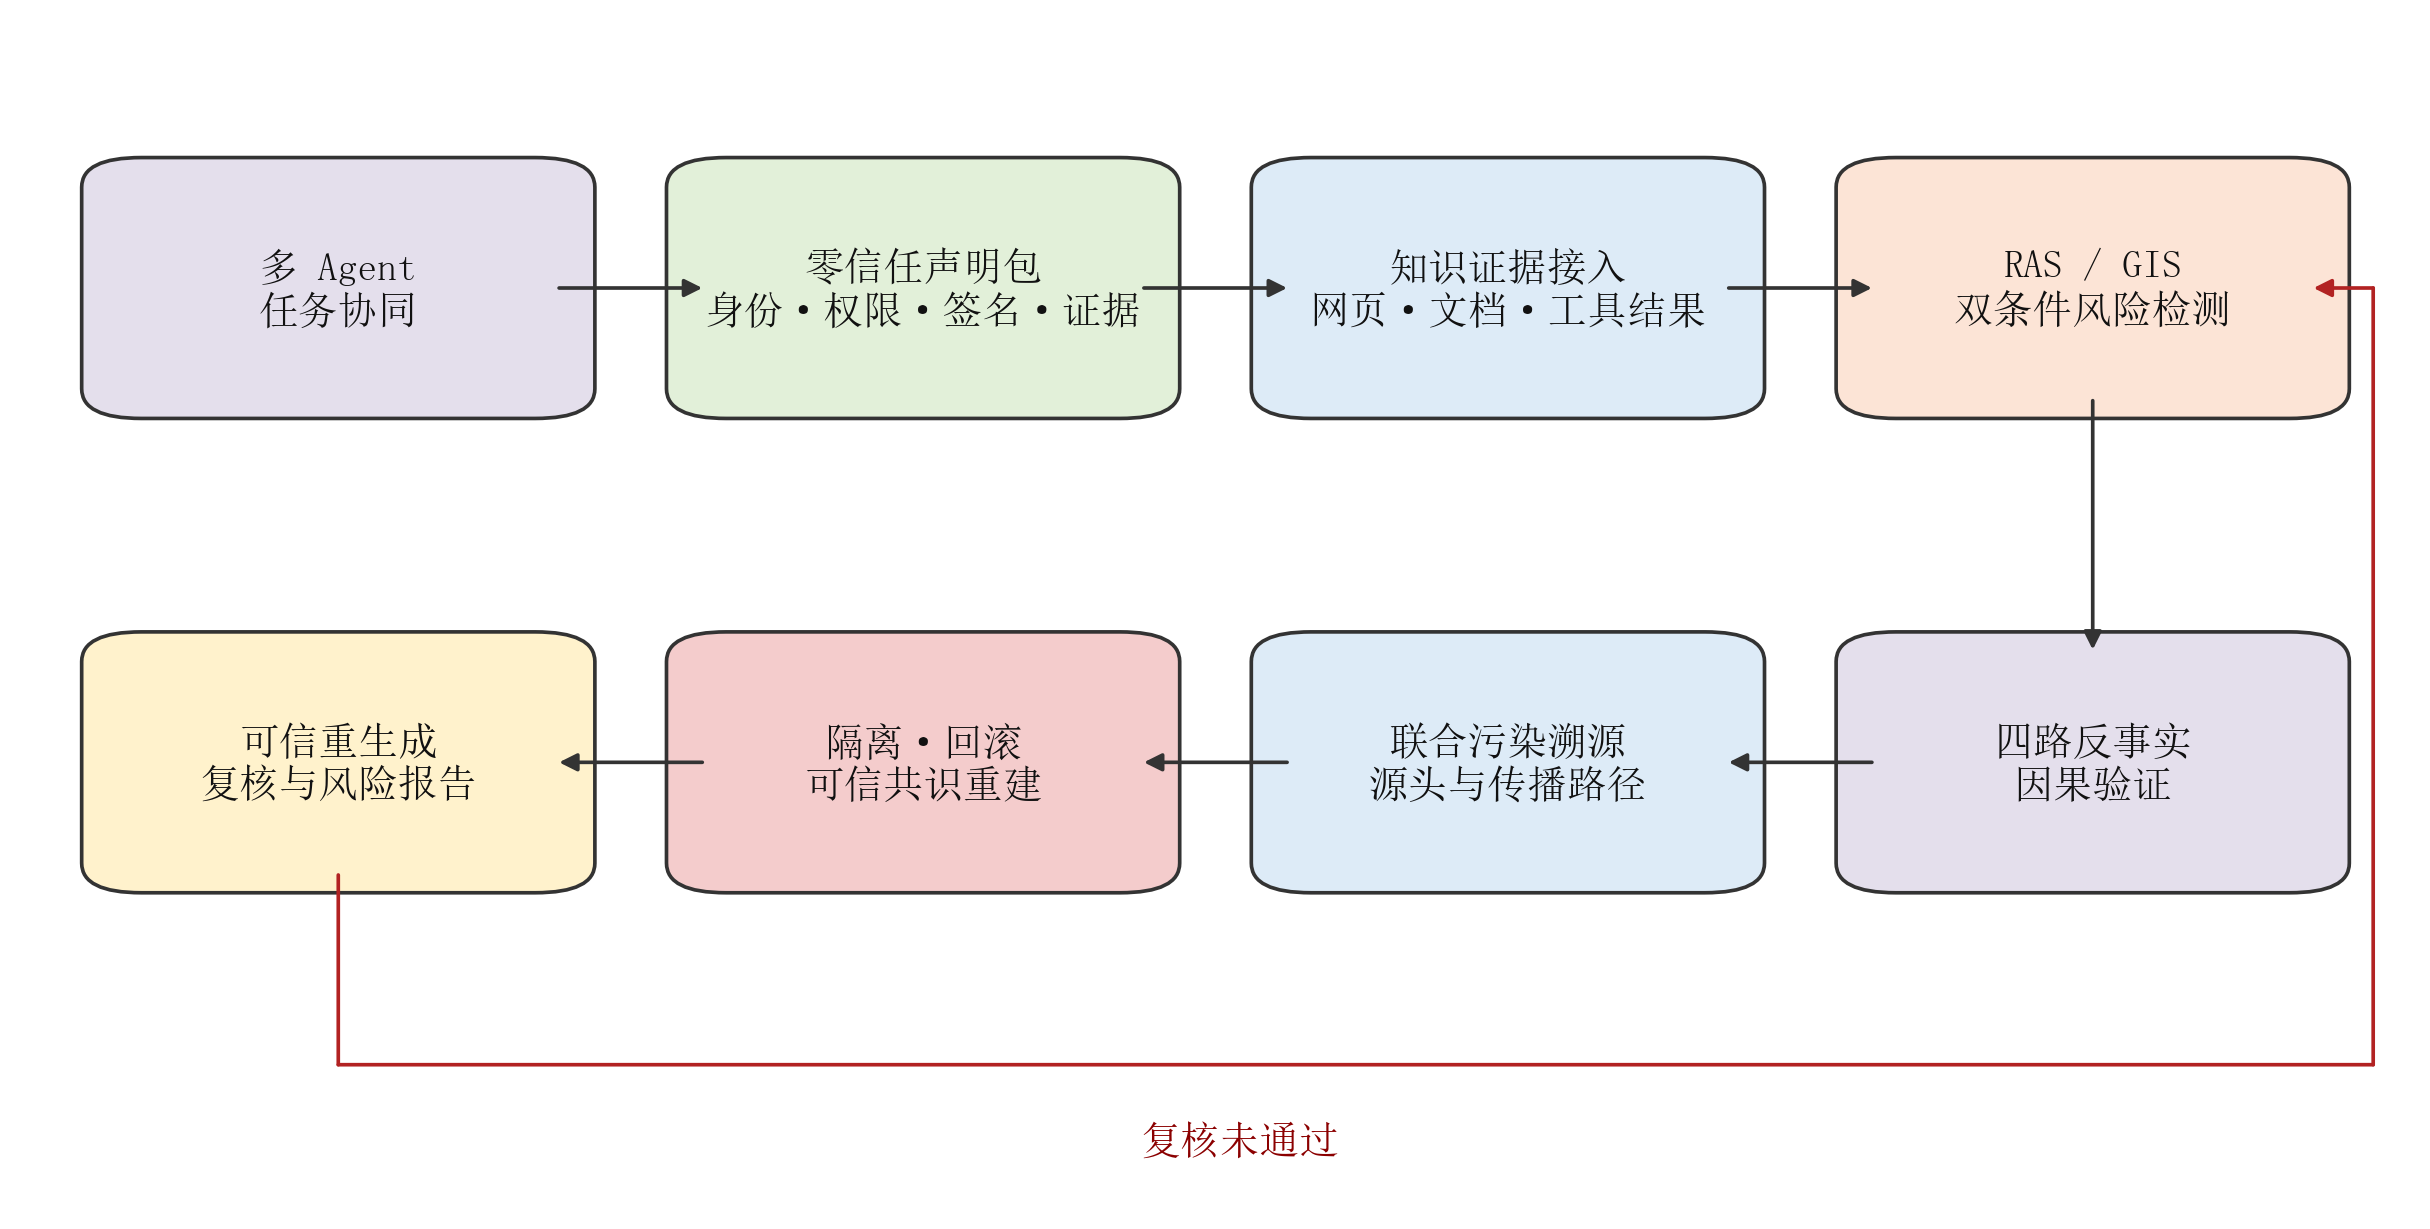 多 Agent
任务协同
零信任声明包
身份·权限·签名·证据
知识证据接入
网页·文档·工具结果
RAS / GIS
双条件风险检测
可信重生成
复核与风险报告
隔离·回滚
可信共识重建
联合污染溯源
源头与传播路径
四路反事实
因果验证
复核未通过